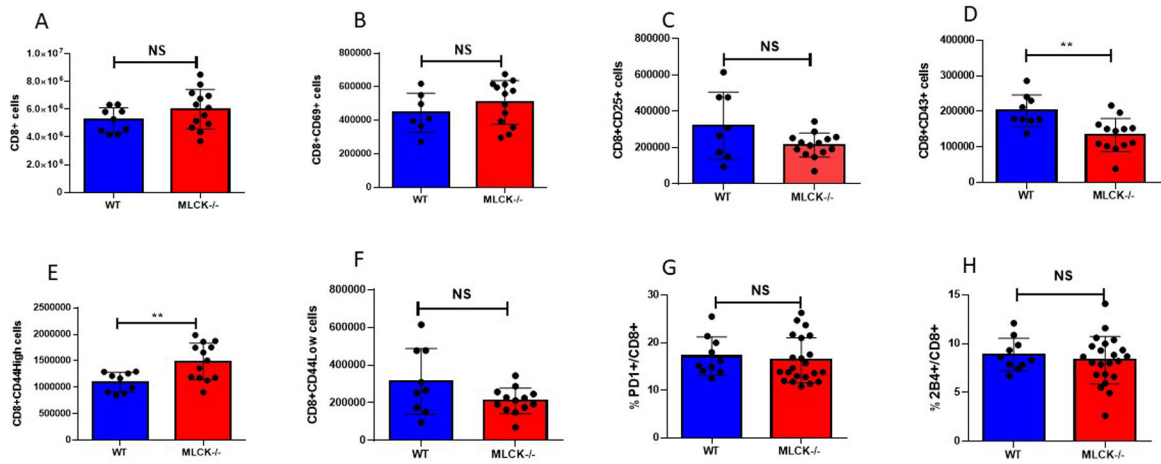 A
CD8+ cells
1.0×10⁷
8.0×10⁶
6.0×10⁶
4.0×10⁶
2.0×10⁶
0
NS
WT
MLCK-/-
B
CD8+CD69+ cells
800000
600000
400000
200000
0
NS
WT
MLCK-/-
C
CD8+CD25+ cells
800000
600000
400000
200000
0
NS
WT
MLCK-/-
D
CD8+CD43+ cells
400000
300000
200000
100000
0
**
WT
MLCK-/-
E
CD8+CD44High cells
2500000
2000000
1500000
1000000
500000
0
**
WT
MLCK-/-
F
CD8+CD44Low cells
800000
600000
400000
200000
0
NS
WT
MLCK-/-
G
% PD1+/CD8+
30
20
10
0
NS
WT
MLCK-/-
H
% 2B4+/CD8+
15
10
5
0
NS
WT
MLCK-/-